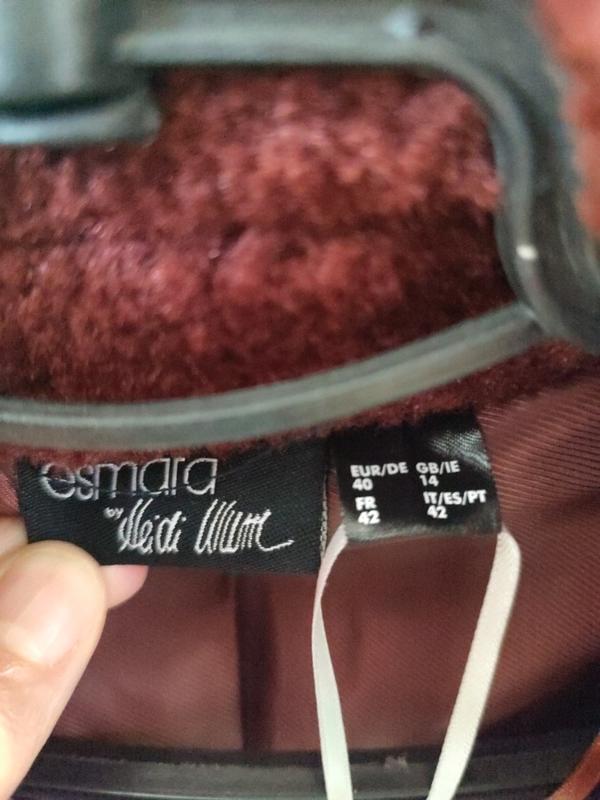 esmara
by Heidi Klum
EUR/DE GB/IE
40 14
FR IT/ES/PT
42 42